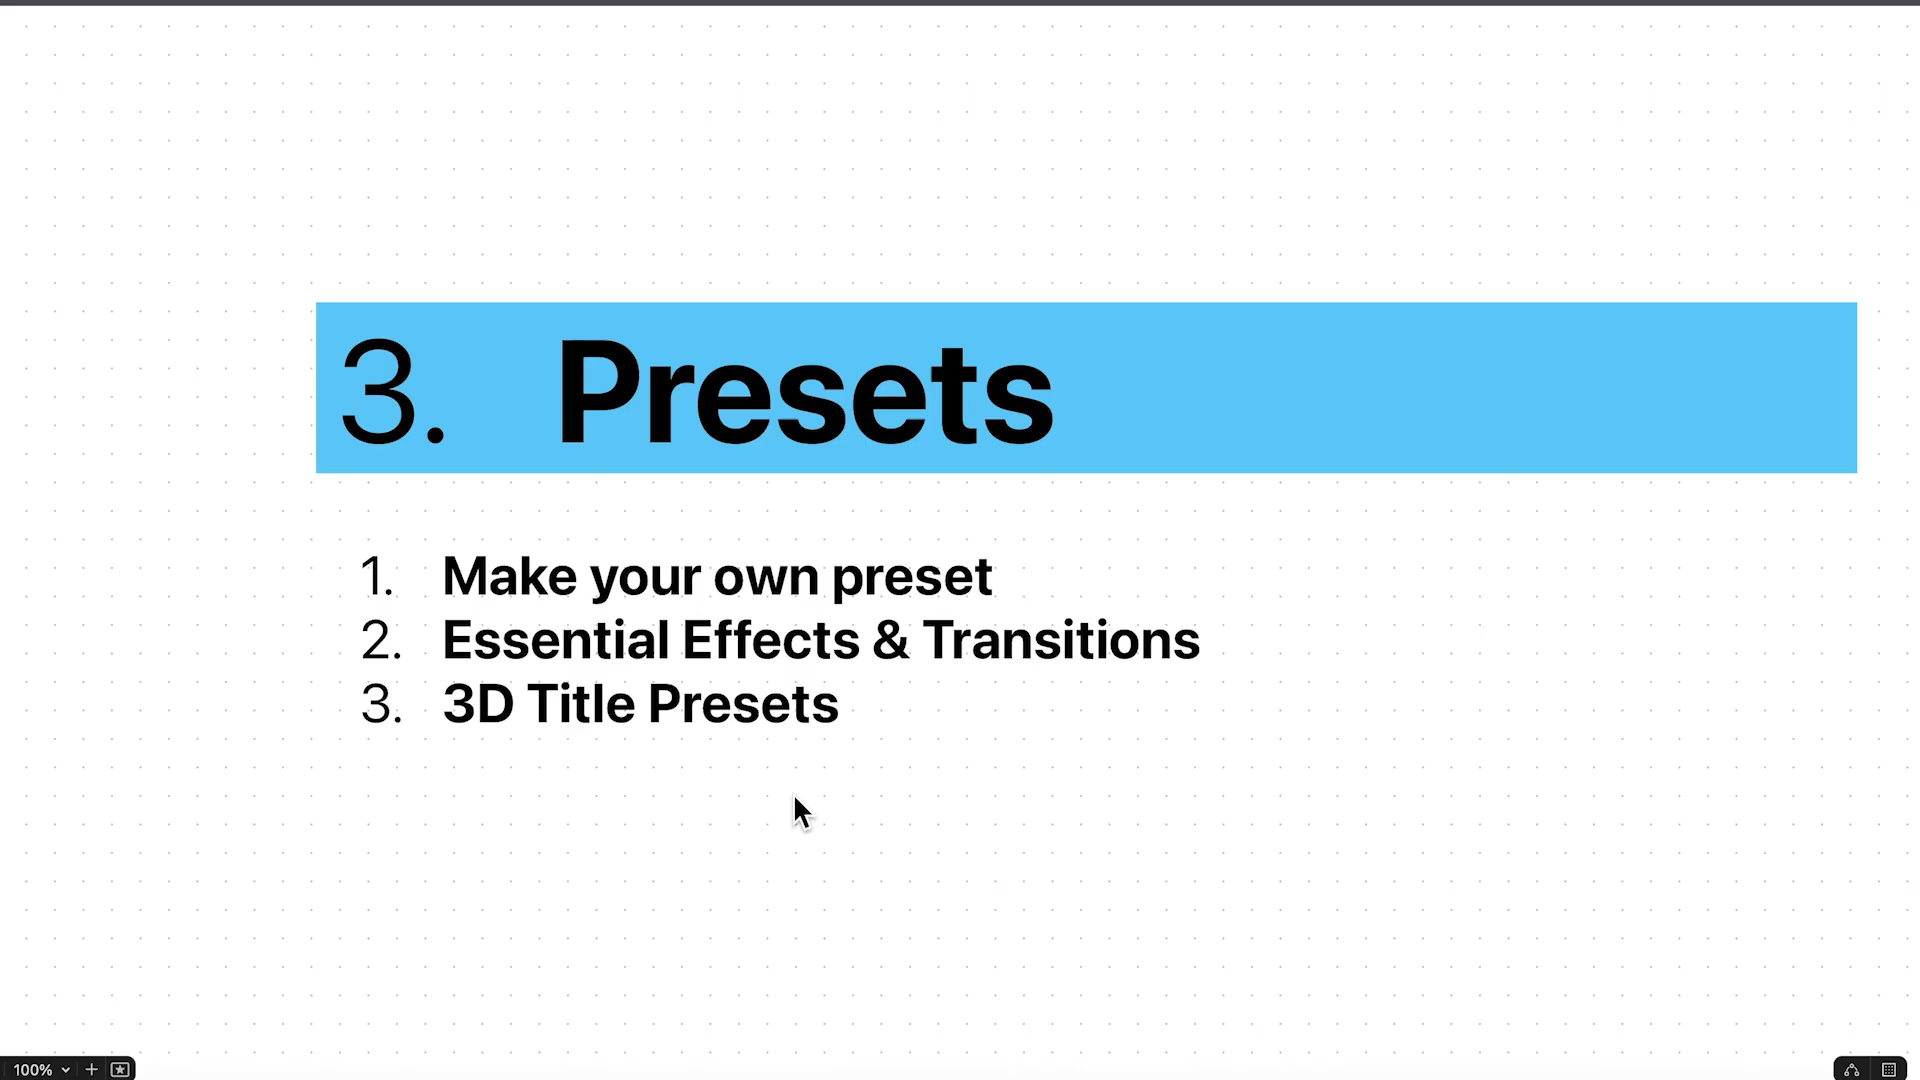 3. Presets
1. Make your own preset
2. Essential Effects & Transitions
3. 3D Title Presets
100%